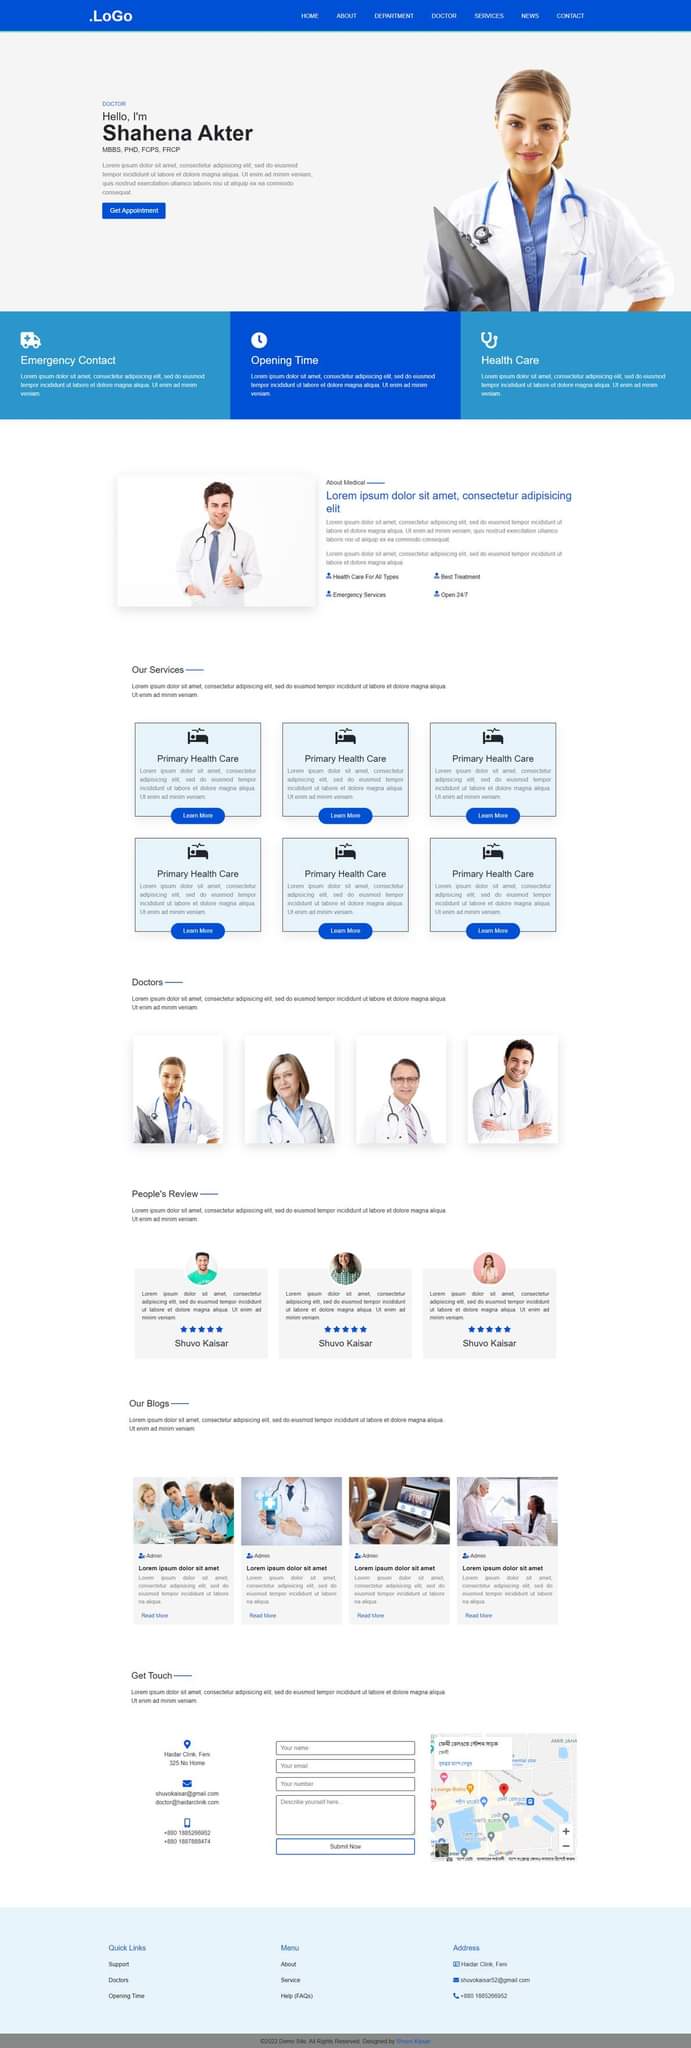 .LoGo
HOME ABOUT DEPARTMENT DOCTOR SERVICES NEWS CONTACT
DOCTOR
Hello, I'm
Shahena Akter
MBBS, PHD, FCPS, FRCP
Lorem ipsum dolor sit amet, consectetur adipisicing elit, sed do eiusmod
tempor incididunt ut labore et dolore magna aliqua. Ut enim ad minim veniam,
quis nostrud exercitation ullamco laboris nisi ut aliquip ex ea commodo
consequat.
Get Appointment
Emergency Contact
Lorem ipsum dolor sit amet, consectetur adipisicing elit, sed do eiusmod
tempor incididunt ut labore et dolore magna aliqua. Ut enim ad minim
veniam.
Opening Time
Lorem ipsum dolor sit amet, consectetur adipisicing elit, sed do eiusmod
tempor incididunt ut labore et dolore magna aliqua. Ut enim ad minim
veniam.
Health Care
Lorem ipsum dolor sit amet, consectetur adipisicing elit, sed do eiusmod
tempor incididunt ut labore et dolore magna aliqua. Ut enim ad minim
veniam.
About Medical
Lorem ipsum dolor sit amet, consectetur adipisicing
elit
Lorem ipsum dolor sit amet, consectetur adipisicing elit, sed do eiusmod tempor incididunt ut
labore et dolore magna aliqua. Ut enim ad minim veniam, quis nostrud exercitation ullamco
laboris nisi ut aliquip ex ea commodo consequat.
Lorem ipsum dolor sit amet, consectetur adipisicing elit, sed do eiusmod tempor incididunt ut
labore et dolore magna aliqua.
Health Care For All Types
Best Treatment
Emergency Services
Open 24/7
Our Services
Lorem ipsum dolor sit amet, consectetur adipisicing elit, sed do eiusmod tempor incididunt ut labore et dolore magna aliqua.
Ut enim ad minim veniam.
Primary Health Care
Lorem ipsum dolor sit amet, consectetur
adipisicing elit, sed do eiusmod tempor
incididunt ut labore et dolore magna aliqua.
Ut enim ad minim veniam.
Learn More
Primary Health Care
Lorem ipsum dolor sit amet, consectetur
adipisicing elit, sed do eiusmod tempor
incididunt ut labore et dolore magna aliqua.
Ut enim ad minim veniam.
Learn More
Primary Health Care
Lorem ipsum dolor sit amet, consectetur
adipisicing elit, sed do eiusmod tempor
incididunt ut labore et dolore magna aliqua.
Ut enim ad minim veniam.
Learn More
Primary Health Care
Lorem ipsum dolor sit amet, consectetur
adipisicing elit, sed do eiusmod tempor
incididunt ut labore et dolore magna aliqua.
Ut enim ad minim veniam.
Learn More
Primary Health Care
Lorem ipsum dolor sit amet, consectetur
adipisicing elit, sed do eiusmod tempor
incididunt ut labore et dolore magna aliqua.
Ut enim ad minim veniam.
Learn More
Primary Health Care
Lorem ipsum dolor sit amet, consectetur
adipisicing elit, sed do eiusmod tempor
incididunt ut labore et dolore magna aliqua.
Ut enim ad minim veniam.
Learn More
Doctors
Lorem ipsum dolor sit amet, consectetur adipisicing elit, sed do eiusmod tempor incididunt ut labore et dolore magna aliqua.
Ut enim ad minim veniam.
People's Review
Lorem ipsum dolor sit amet, consectetur adipisicing elit, sed do eiusmod tempor incididunt ut labore et dolore magna aliqua.
Ut enim ad minim veniam.
Lorem ipsum dolor sit amet, consectetur
adipisicing elit, sed do eiusmod tempor incididunt
ut labore et dolore magna aliqua. Ut enim ad
minim veniam.
Shuvo Kaisar
Lorem ipsum dolor sit amet, consectetur
adipisicing elit, sed do eiusmod tempor incididunt
ut labore et dolore magna aliqua. Ut enim ad
minim veniam.
Shuvo Kaisar
Lorem ipsum dolor sit amet, consectetur
adipisicing elit, sed do eiusmod tempor incididunt
ut labore et dolore magna aliqua. Ut enim ad
minim veniam.
Shuvo Kaisar
Our Blogs
Lorem ipsum dolor sit amet, consectetur adipisicing elit, sed do eiusmod tempor incididunt ut labore et dolore magna aliqua.
Ut enim ad minim veniam.
Admin
Lorem ipsum dolor sit amet
Lorem ipsum dolor sit amet,
consectetur adipisicing elit, sed do
eiusmod tempor incididunt ut labore
na aliqua.
Read More
Admin
Lorem ipsum dolor sit amet
Lorem ipsum dolor sit amet,
consectetur adipisicing elit, sed do
eiusmod tempor incididunt ut labore
na aliqua.
Read More
Admin
Lorem ipsum dolor sit amet
Lorem ipsum dolor sit amet,
consectetur adipisicing elit, sed do
eiusmod tempor incididunt ut labore
na aliqua.
Read More
Admin
Lorem ipsum dolor sit amet
Lorem ipsum dolor sit amet,
consectetur adipisicing elit, sed do
eiusmod tempor incididunt ut labore
na aliqua.
Read More
Get Touch
Lorem ipsum dolor sit amet, consectetur adipisicing elit, sed do eiusmod tempor incididunt ut labore et dolore magna aliqua.
Ut enim ad minim veniam.
Haidar Clinik, Feni
325 No Home
shuvokaisar@gmail.com
doctor@haidarclinik.com
+880 1885266952
+880 1887888474
Your name
Your email
Your number
Describe yourself here..
Submit Now
ফেনী রেলওয়ে স্টেশন সড়ক
ফেনী
Google
Quick Links
Support
Doctors
Opening Time
Menu
About
Service
Help (FAQs)
Address
Haidar Clinik, Feni
shuvokaisar52@gmail.com
+880 1885266952
©2022 Demo Site. All Rights Reserved. Designed by Shuvo Kaisar